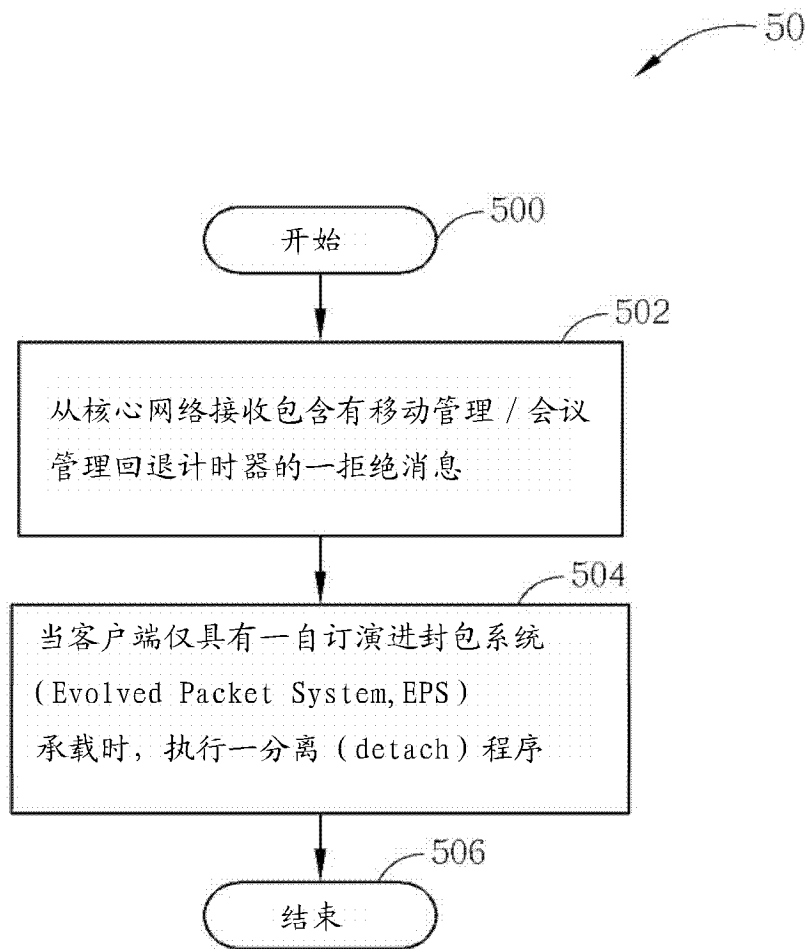 50
500
开始
502
从核心网络接收包含有移动管理/会议
管理回退计时器的一拒绝消息
504
当客户端仅具有一自订演进封包系统
(Evolved Packet System,EPS)
承载时，执行一分离(detach)程序
506
结束